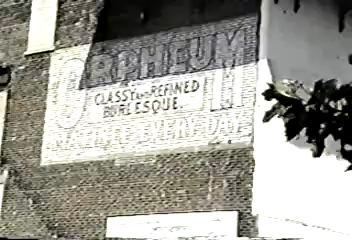 ORPHEUM
CLASSY AND REFINED
BURLESQUE.
MATINEE EVERY DAY